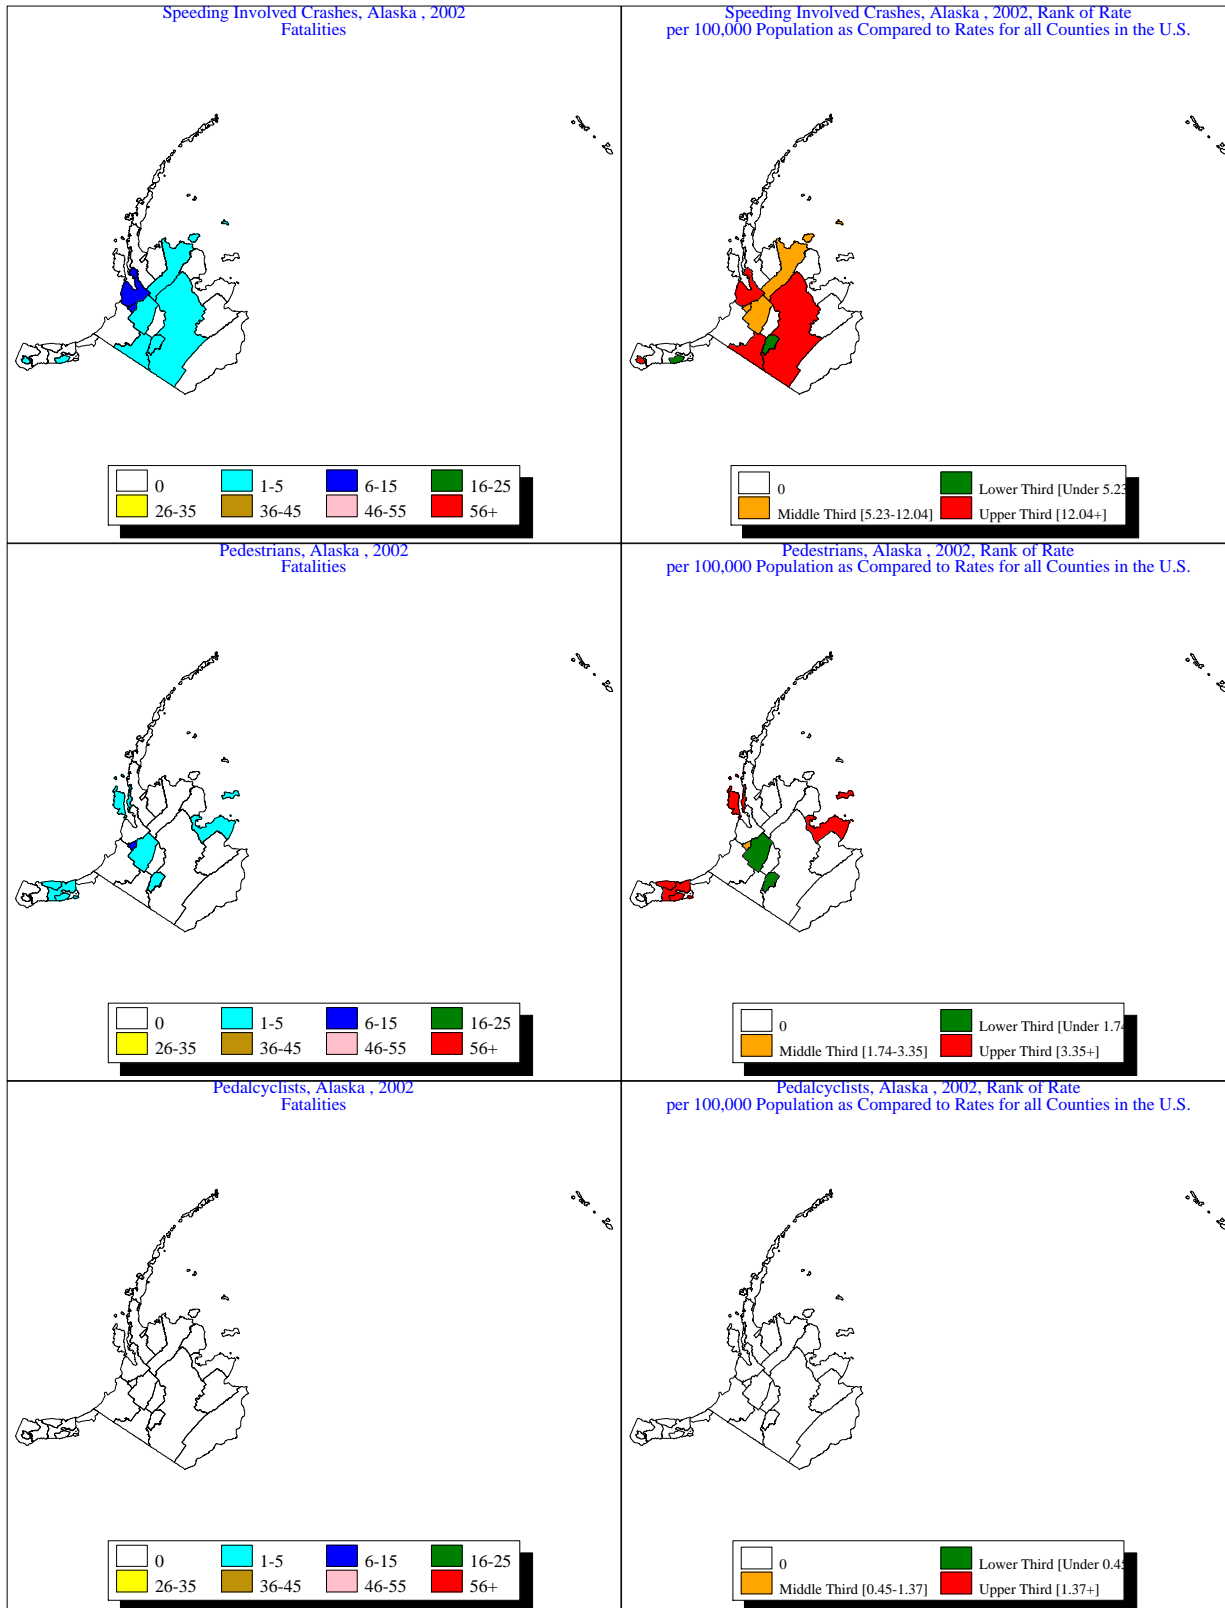 Speeding Involved Crashes, Alaska , 2002
Fatalities
0
1-5
6-15
16-25
26-35
36-45
46-55
56+
Speeding Involved Crashes, Alaska , 2002, Rank of Rate
per 100,000 Population as Compared to Rates for all Counties in the U.S.
0
Lower Third [Under 5.23
Middle Third [5.23-12.04]
Upper Third [12.04+]
Pedestrians, Alaska , 2002
Fatalities
0
1-5
6-15
16-25
26-35
36-45
46-55
56+
Pedestrians, Alaska , 2002, Rank of Rate
per 100,000 Population as Compared to Rates for all Counties in the U.S.
0
Lower Third [Under 1.74
Middle Third [1.74-3.35]
Upper Third [3.35+]
Pedalcyclists, Alaska , 2002
Fatalities
0
1-5
6-15
16-25
26-35
36-45
46-55
56+
Pedalcyclists, Alaska , 2002, Rank of Rate
per 100,000 Population as Compared to Rates for all Counties in the U.S.
0
Lower Third [Under 0.45
Middle Third [0.45-1.37]
Upper Third [1.37+]